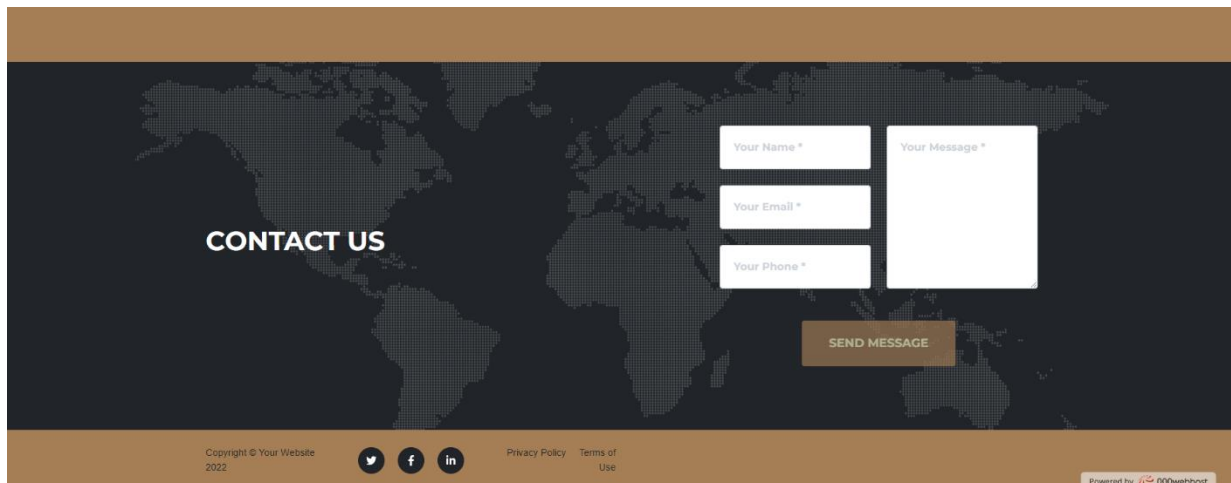 CONTACT US
Your Name *
Your Message *
Your Email *
Your Phone *
SEND MESSAGE
Copyright © Your Website
2022
Privacy Policy Terms of
Use
Powered by 000webhost